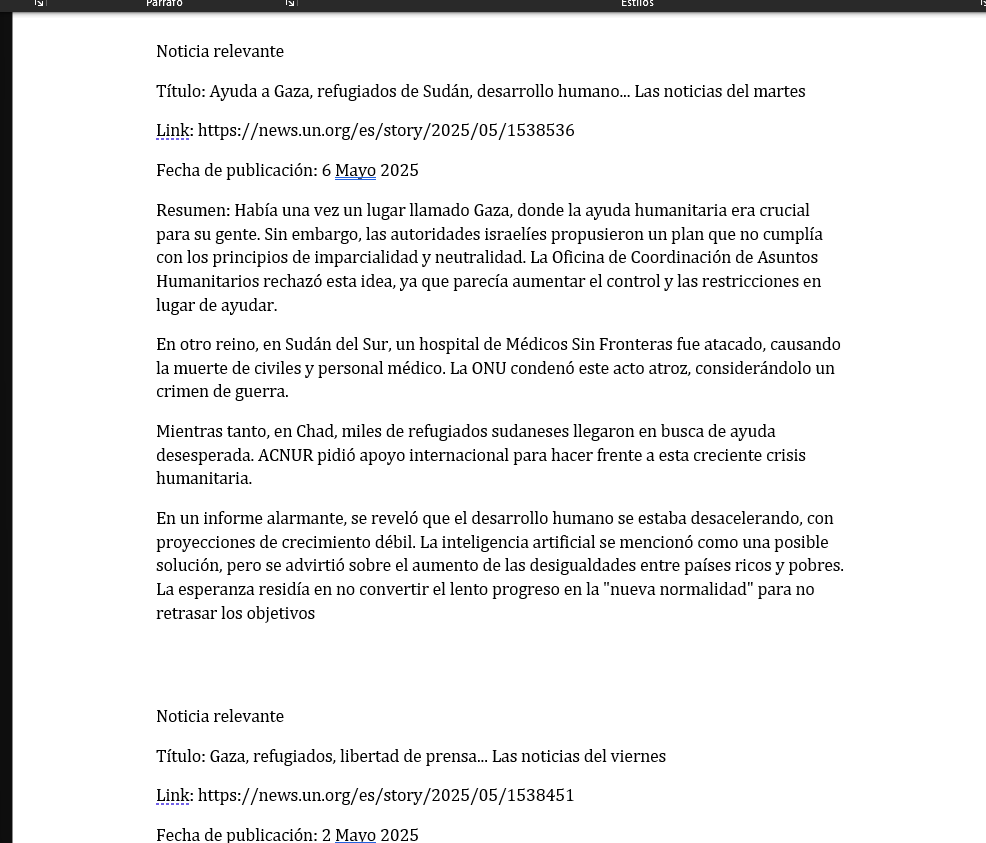 Párrafo
Estilos
Noticia relevante
Título: Ayuda a Gaza, refugiados de Sudán, desarrollo humano... Las noticias del martes
Link: https://news.un.org/es/story/2025/05/1538536
Fecha de publicación: 6 Mayo 2025
Resumen: Había una vez un lugar llamado Gaza, donde la ayuda humanitaria era crucial
para su gente. Sin embargo, las autoridades israelíes propusieron un plan que no cumplía
con los principios de imparcialidad y neutralidad. La Oficina de Coordinación de Asuntos
Humanitarios rechazó esta idea, ya que parecía aumentar el control y las restricciones en
lugar de ayudar.
En otro reino, en Sudán del Sur, un hospital de Médicos Sin Fronteras fue atacado, causando
la muerte de civiles y personal médico. La ONU condenó este acto atroz, considerándolo un
crimen de guerra.
Mientras tanto, en Chad, miles de refugiados sudaneses llegaron en busca de ayuda
desesperada. ACNUR pidió apoyo internacional para hacer frente a esta creciente crisis
humanitaria.
En un informe alarmante, se reveló que el desarrollo humano se estaba desacelerando, con
proyecciones de crecimiento débil. La inteligencia artificial se mencionó como una posible
solución, pero se advirtió sobre el aumento de las desigualdades entre países ricos y pobres.
La esperanza residía en no convertir el lento progreso en la "nueva normalidad" para no
retrasar los objetivos
Noticia relevante
Título: Gaza, refugiados, libertad de prensa... Las noticias del viernes
Link: https://news.un.org/es/story/2025/05/1538451
Fecha de publicación: 2 Mayo 2025